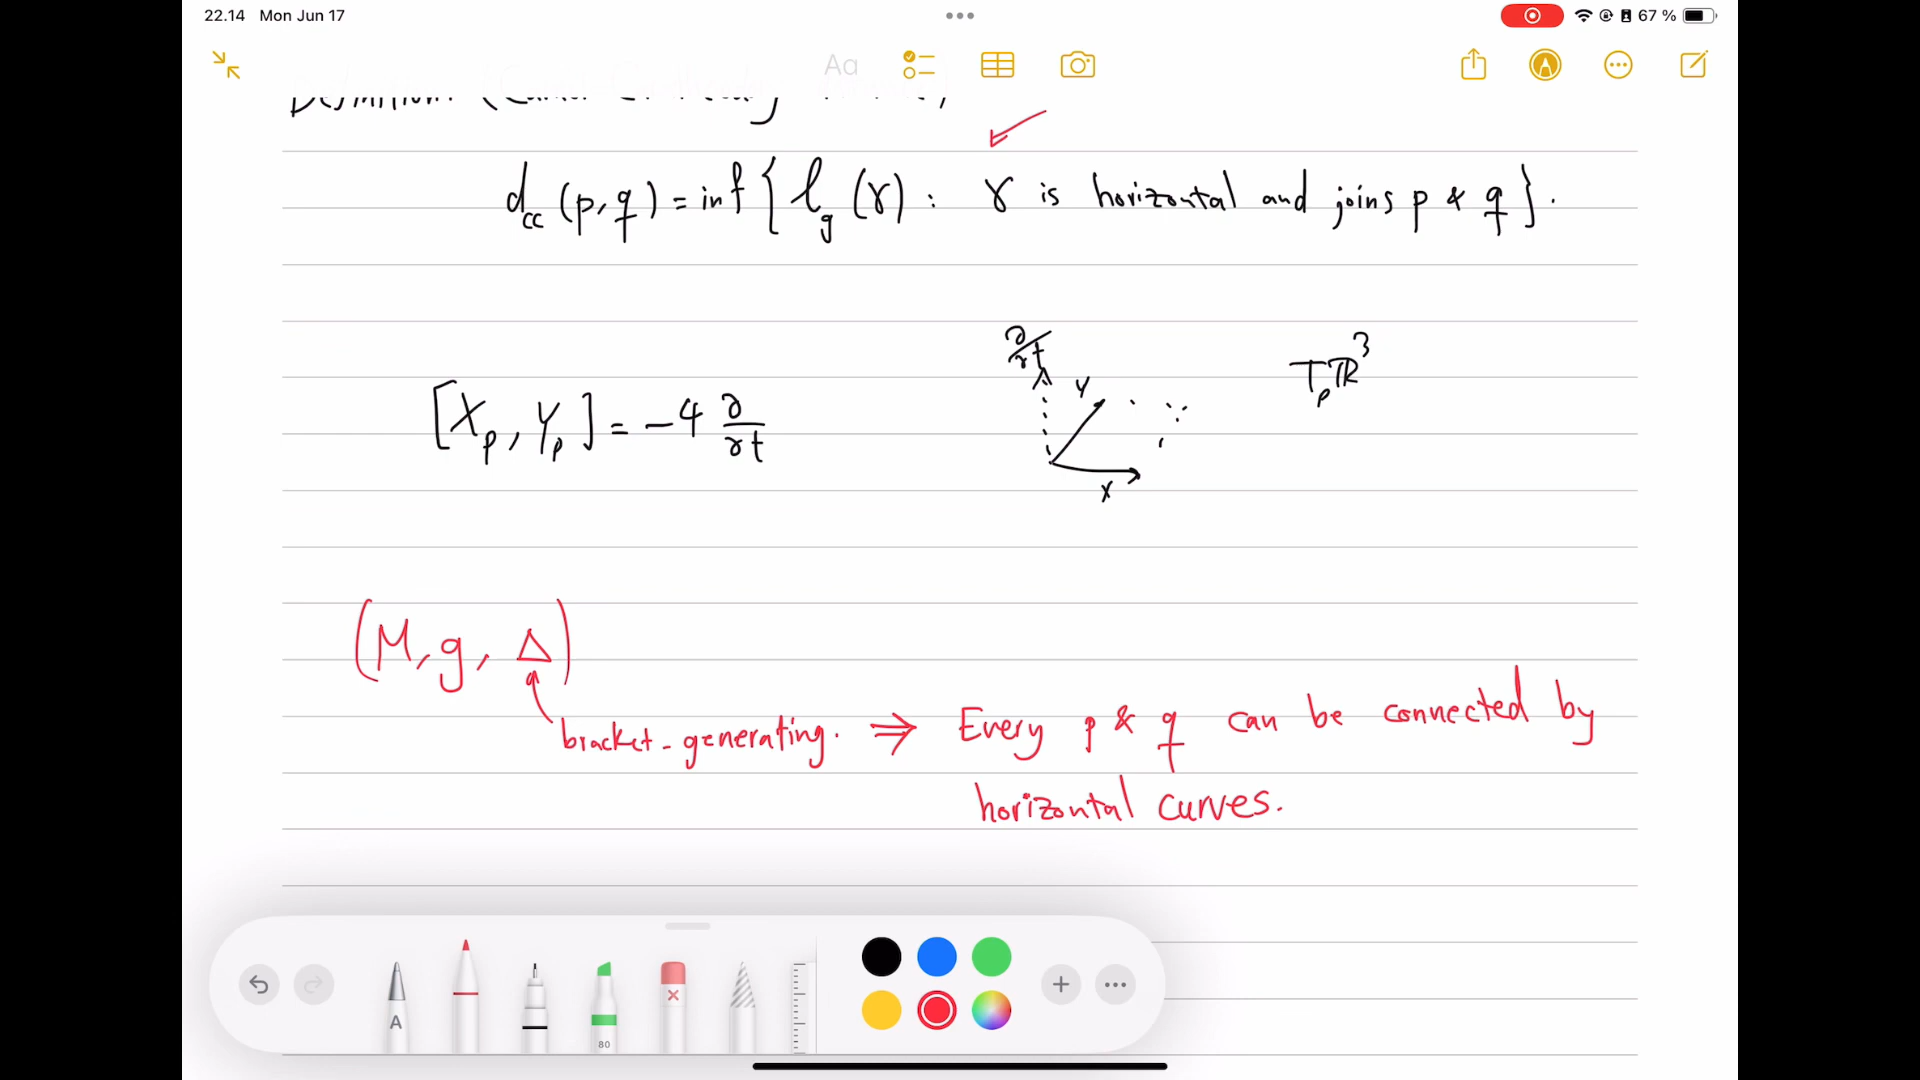 22.14 Mon Jun 17
67 %
Aa
d_cc (p, q) = inf { l_g (γ) : γ is horizontal and joins p & q } .
∂/∂t
Y
T_p ℝ^3
[X_p, Y_p] = -4 ∂/∂t
X
(M, g, Δ)
bracket-generating. ⇒ Every p & q can be connected by
horizontal curves.
A
80